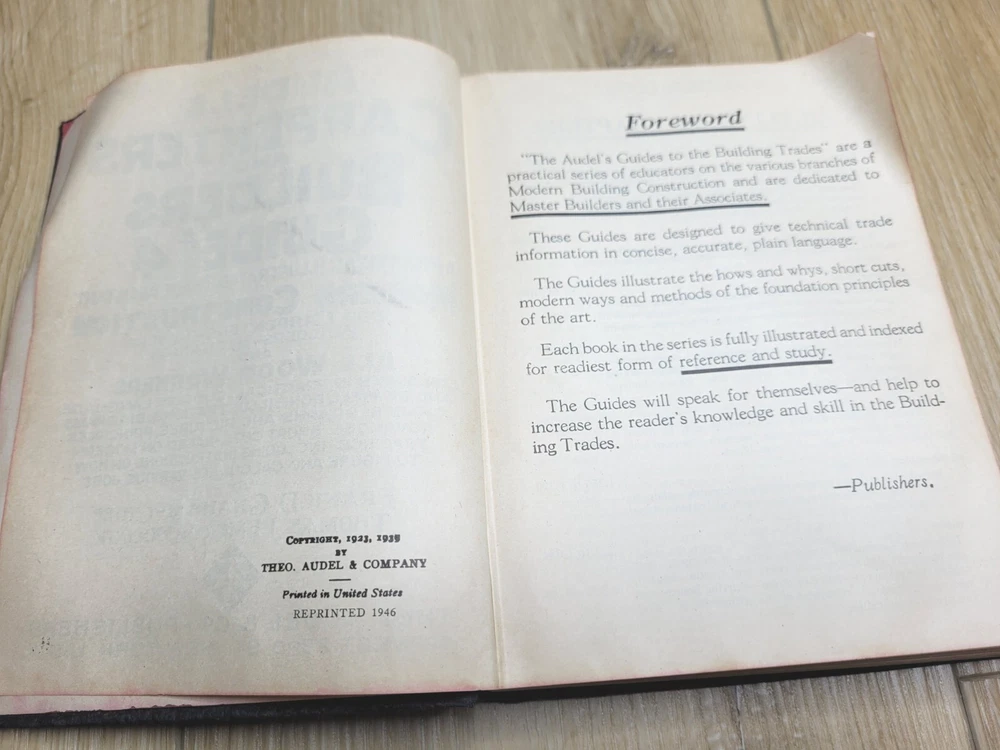 COPYRIGHT, 1923, 1939
BY
THEO. AUDEL & COMPANY
Printed in United States
REPRINTED 1946
Foreword
"The Audel's Guides to the Building Trades" are a
practical series of educators on the various branches of
Modern Building Construction and are dedicated to
Master Builders and their Associates.
These Guides are designed to give technical trade
information in concise, accurate, plain language.
The Guides illustrate the hows and whys, short cuts,
modern ways and methods of the foundation principles
of the art.
Each book in the series is fully illustrated and indexed
for readiest form of reference and study.
The Guides will speak for themselves—and help to
increase the reader's knowledge and skill in the Build-
ing Trades.
—Publishers.